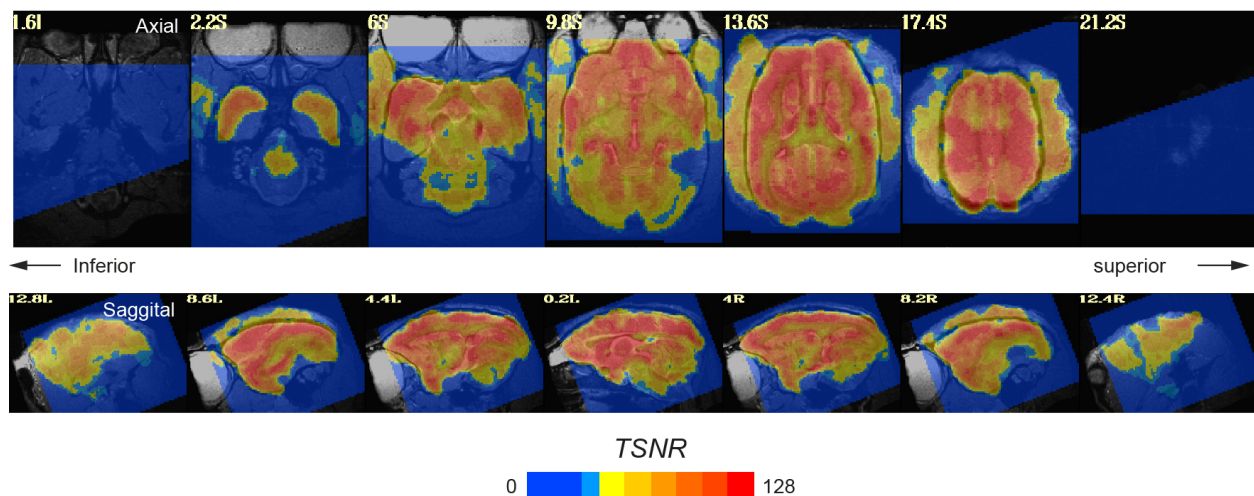 1.6I Axial 2.2S 6S 9.8S 13.6S 17.4S 21.2S
Inferior superior
12.8L Saggital 8.6L 4.4L 0.2L 4R 8.2R 12.4R
TSNR
0 128